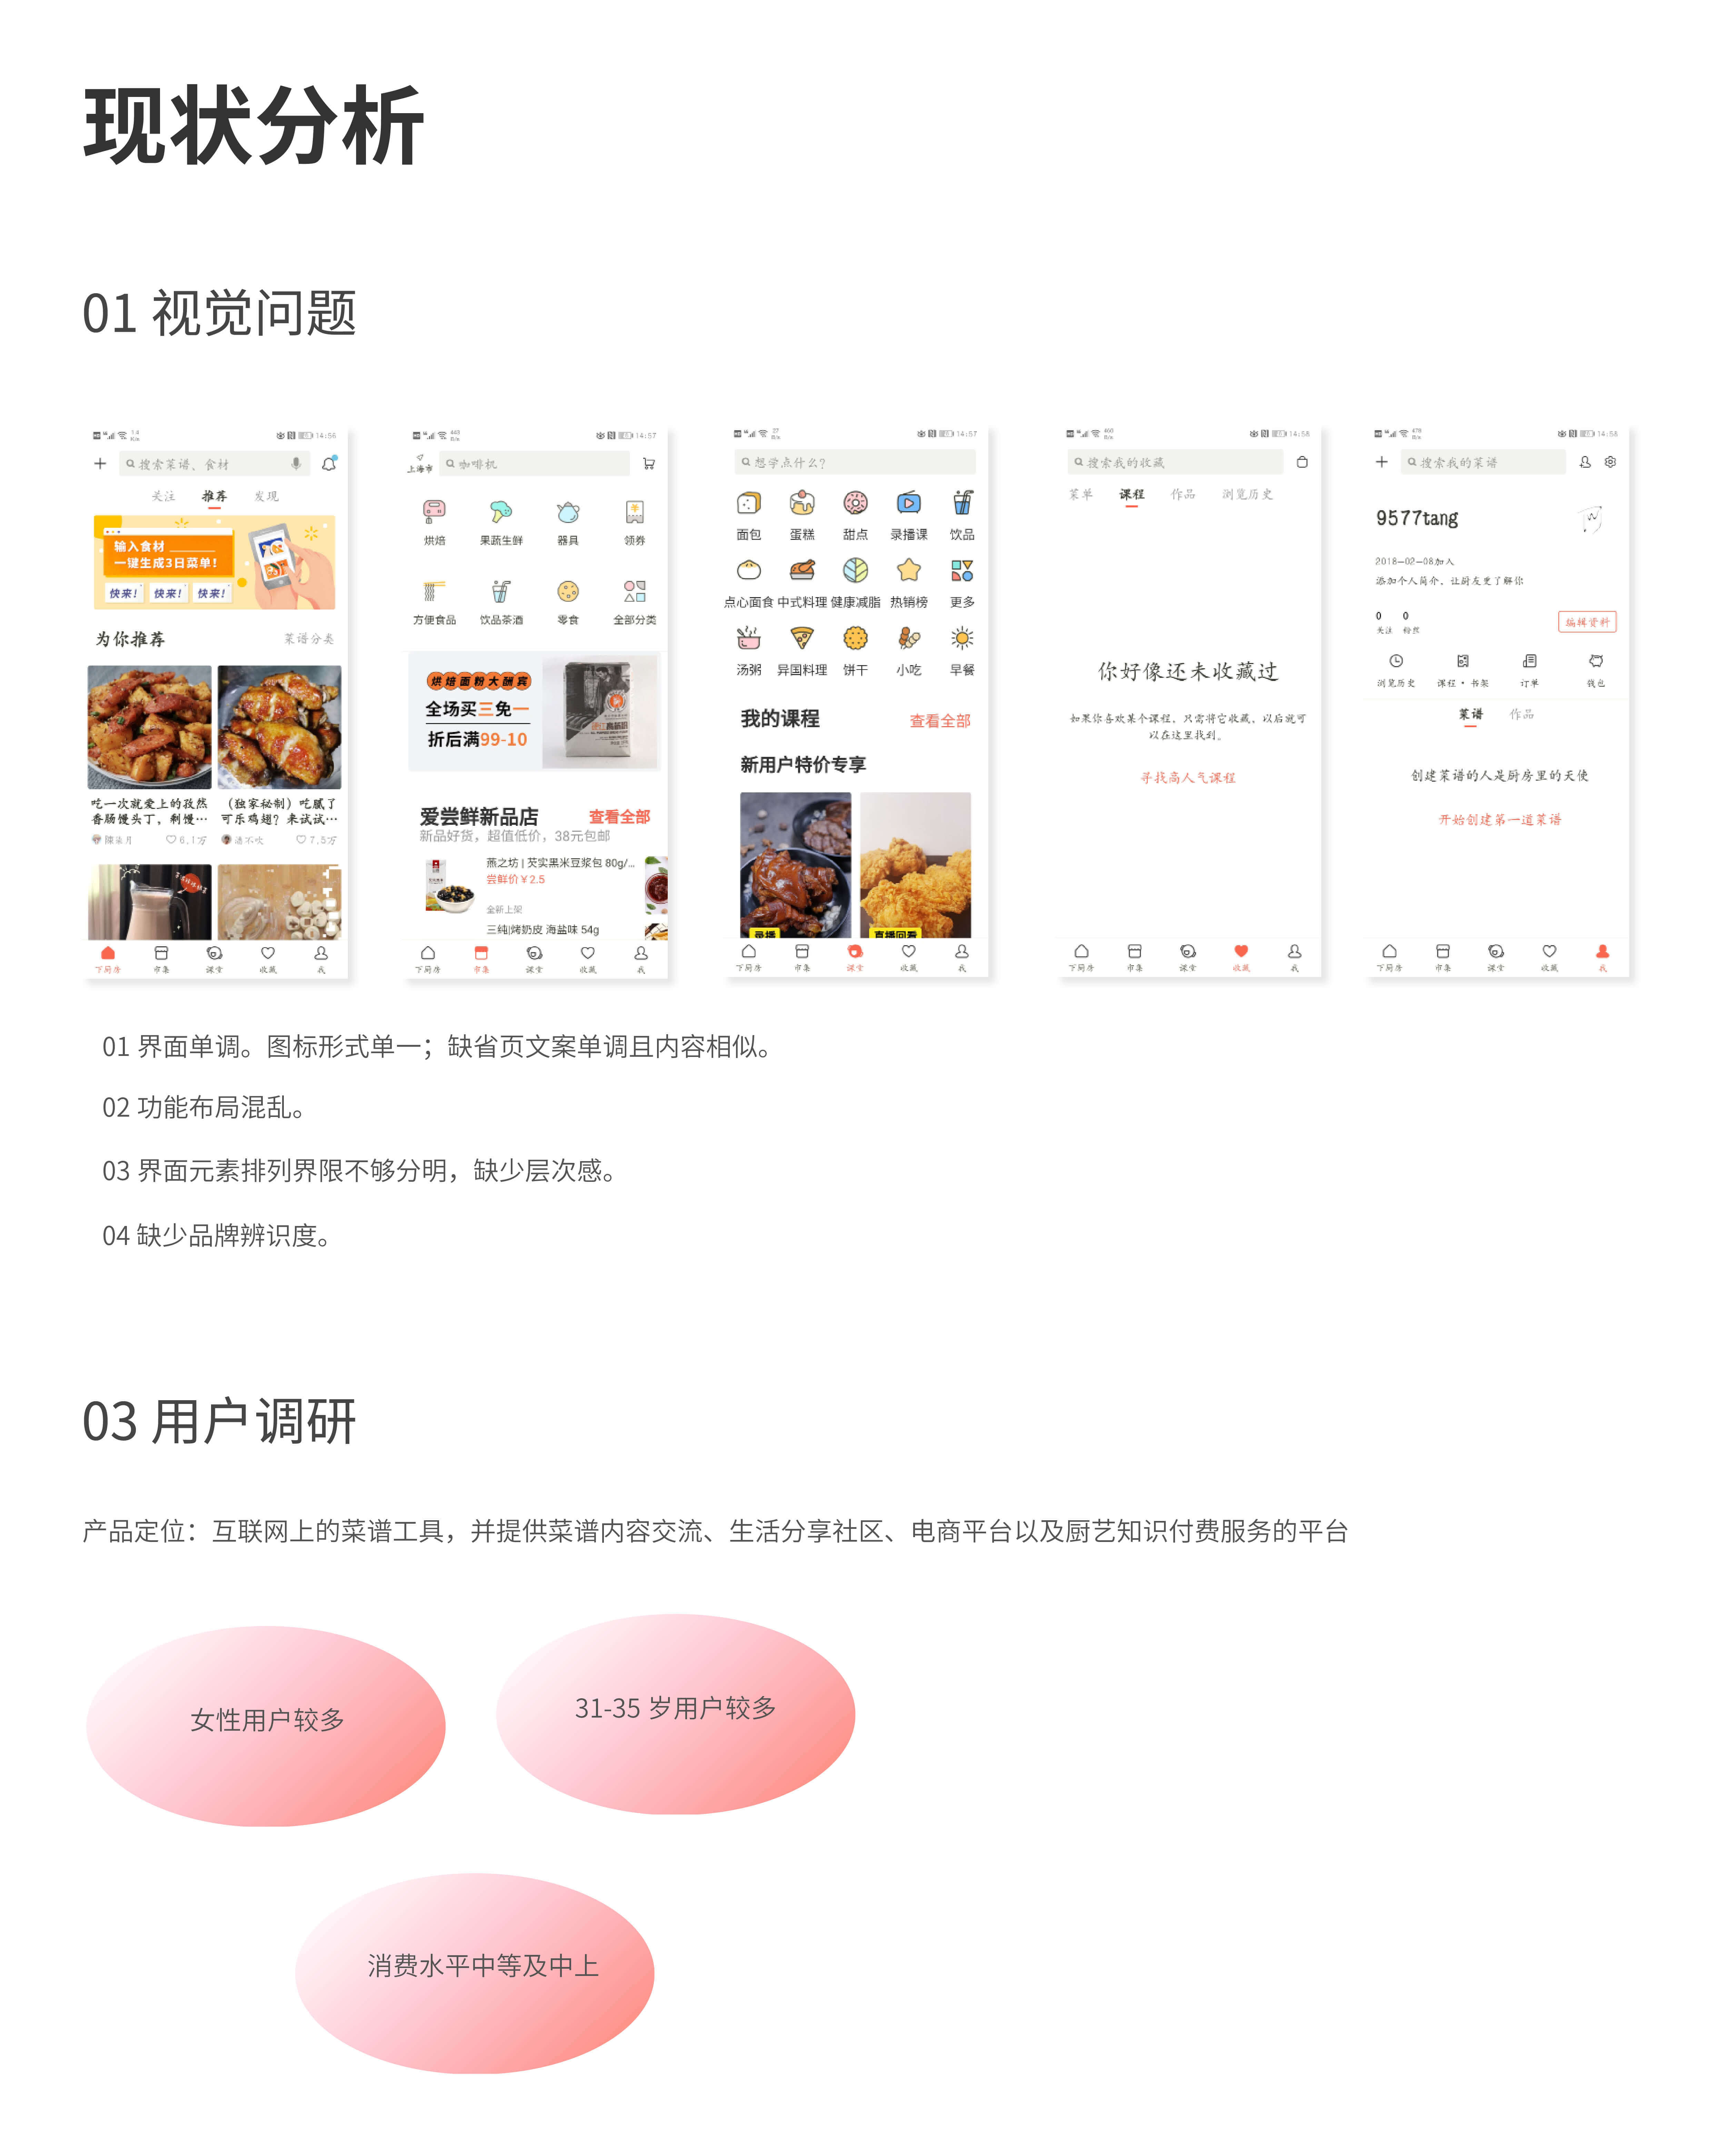 现状分析
01 视觉问题
14:56
搜索菜谱、食材
关注 推荐 发现
输入食材
一键生成3日菜单！
快来！ 快来！ 快来！
为你推荐 菜谱分类
吃一次就爱上的孜然
香肠馒头丁，剩馒…
（独家秘制）吃腻了
可乐鸡翅？来试试…
6.1万
7.5万
下厨房 市集 课堂 收藏 我
14:57
上海市 咖啡机
烘焙 果蔬生鲜 器具 领券
方便食品 饮品茶酒 零食 全部分类
烘焙面粉大酬宾
全场买三免一
折后满99-10
爱尝鲜新品店 查看全部
新品好货，超值低价，38元包邮
燕之坊 | 芡实黑米豆浆包 80g/...
尝鲜价￥2.5
全新上架
三纯|烤奶皮 海盐味 54g
下厨房 市集 课堂 收藏 我
14:57
想学点什么？
面包 蛋糕 甜点 录播课 饮品
点心面食 中式料理 健康减脂 热销榜 更多
汤粥 异国料理 饼干 小吃 早餐
我的课程 查看全部
新用户特价专享
录播 直播回看
下厨房 市集 课堂 收藏 我
14:58
搜索我的收藏
菜单 课程 作品 浏览历史
你好像还未收藏过
如果你喜欢某个课程，只需将它收藏，以后就可
以在这里找到。
寻找高人气课程
下厨房 市集 课堂 收藏 我
14:58
搜索我的菜谱
9577tang
2018-02-08加入
添加个人简介，让厨友更了解你
0 0
关注 粉丝
编辑资料
浏览历史 课程·书架 订单 钱包
菜谱 作品
创建菜谱的人是厨房里的天使
开始创建第一道菜谱
下厨房 市集 课堂 收藏 我
01 界面单调。图标形式单一；缺省页文案单调且内容相似。
02 功能布局混乱。
03 界面元素排列界限不够分明，缺少层次感。
04 缺少品牌辨识度。
03 用户调研
产品定位：互联网上的菜谱工具，并提供菜谱内容交流、生活分享社区、电商平台以及厨艺知识付费服务的平台
女性用户较多
31-35 岁用户较多
消费水平中等及中上